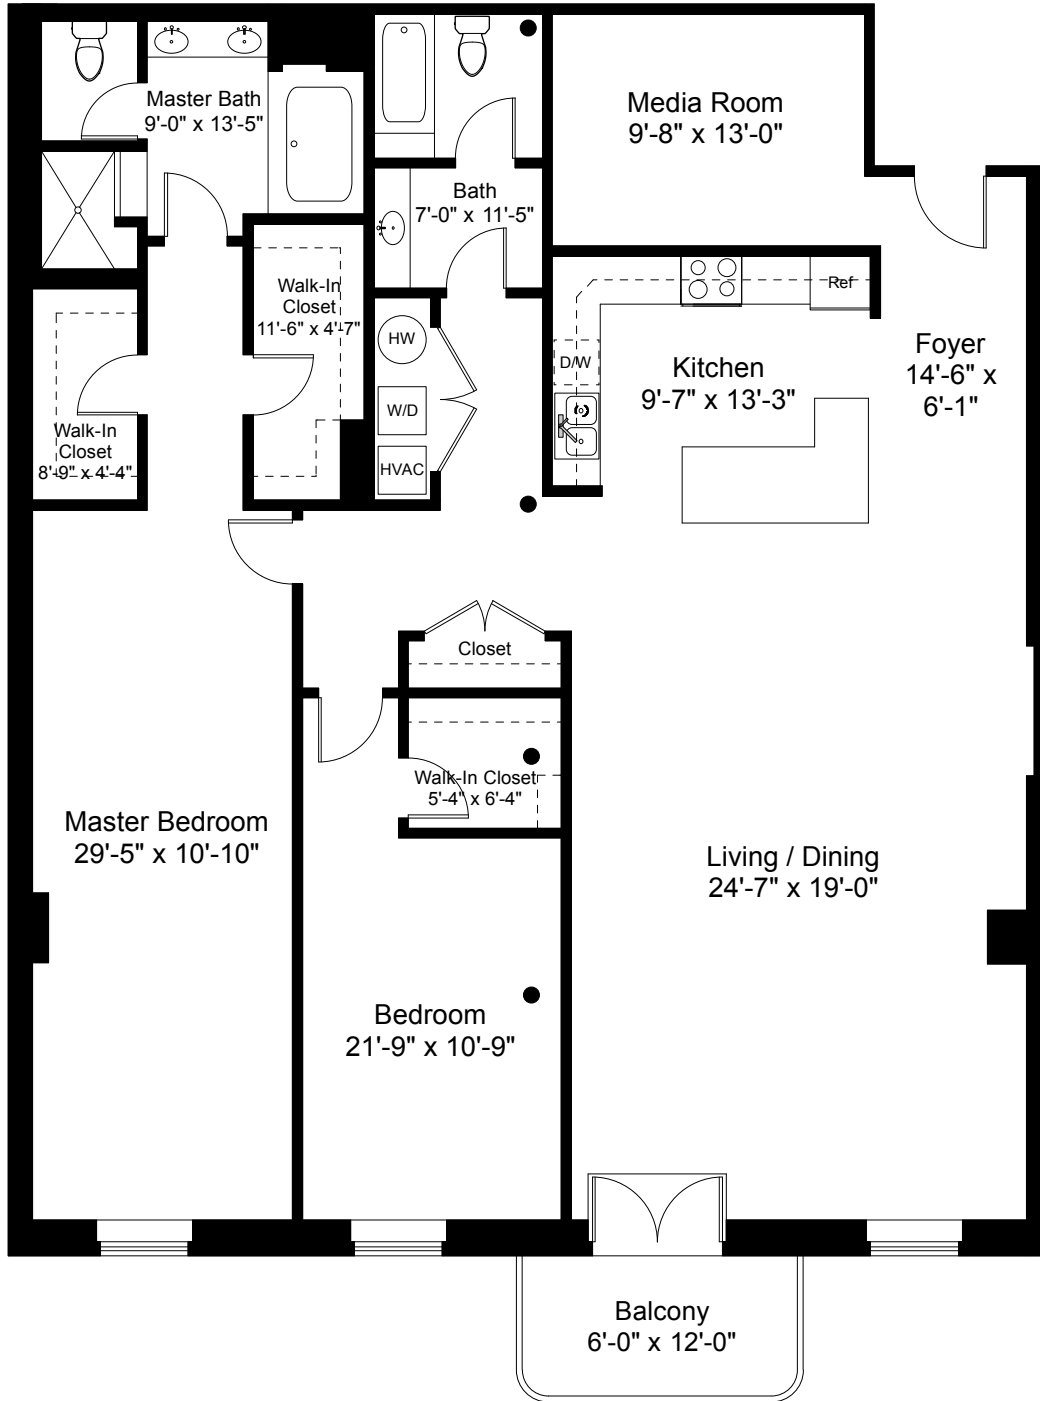 Master Bath
9'-0" x 13'-5"
Media Room
9'-8" x 13'-0"
Bath
7'-0" x 11'-5"
Walk-In
Closet
11'-6" x 4'-7"
Ref
HW
D/W
Kitchen
9'-7" x 13'-3"
Foyer
14'-6" x
6'-1"
W/D
Walk-In
Closet
8'-9" x 4'-4"
HVAC
Closet
Walk-In Closet
5'-4" x 6'-4"
Master Bedroom
29'-5" x 10'-10"
Living / Dining
24'-7" x 19'-0"
Bedroom
21'-9" x 10'-9"
Balcony
6'-0" x 12'-0"